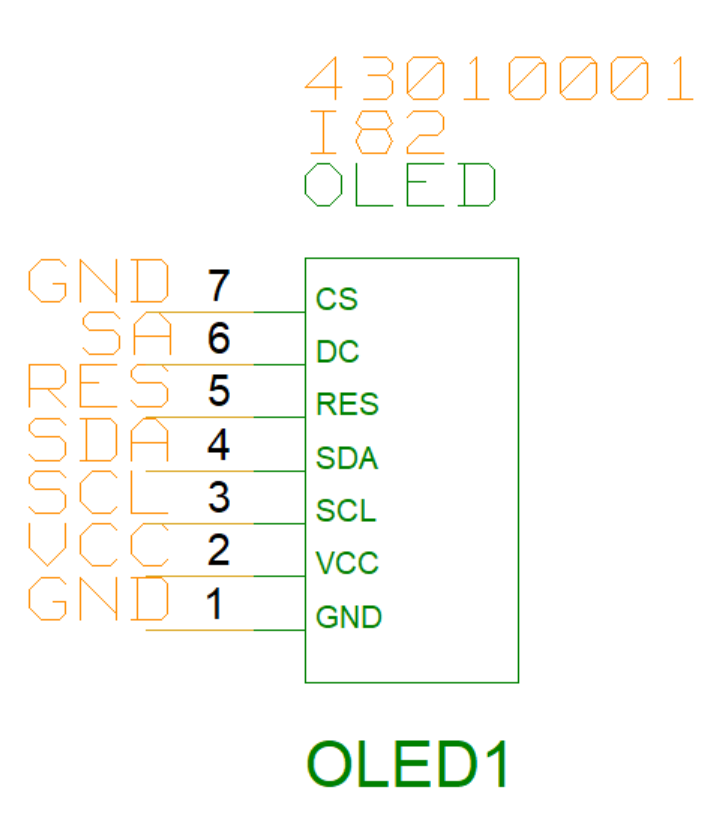 43010001
I82
OLED
GND 7 CS
SA 6 DC
RES 5 RES
SDA 4 SDA
SCL 3 SCL
VCC 2 VCC
GND 1 GND
OLED1